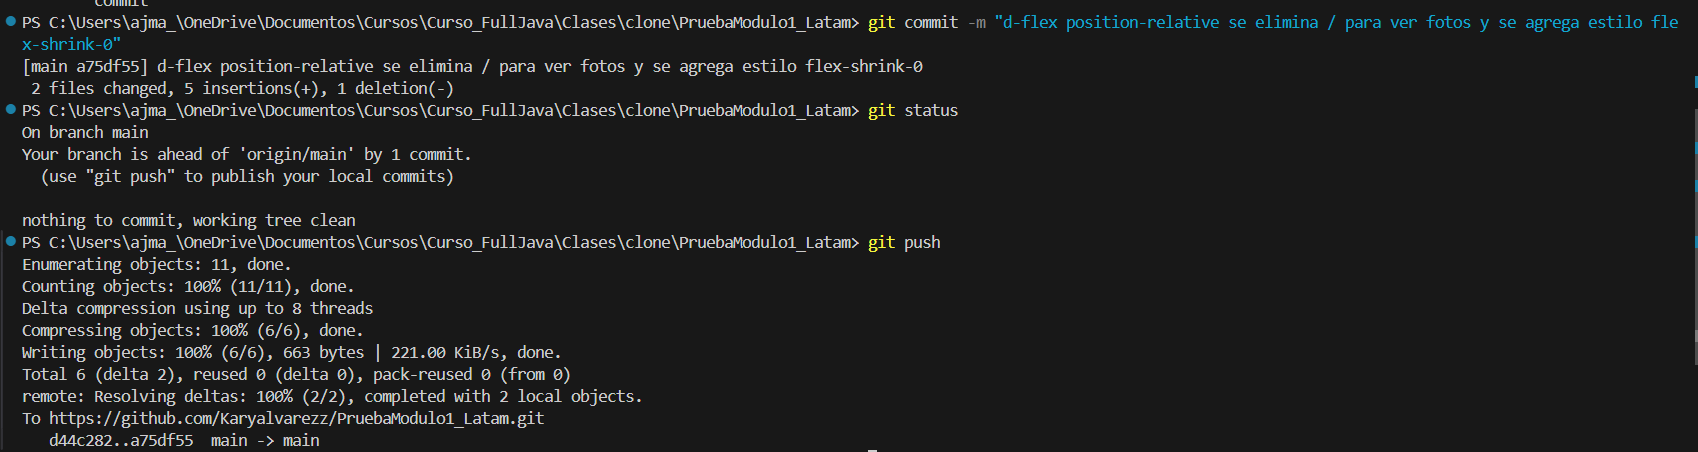 commit
PS C:\Users\ajma_\OneDrive\Documentos\Cursos\Curso_FullJava\Clases\clone\PruebaModulo1_Latam> git commit -m "d-flex position-relative se elimina / para ver fotos y se agrega estilo fle
x-shrink-0"
[main a75df55] d-flex position-relative se elimina / para ver fotos y se agrega estilo flex-shrink-0
 2 files changed, 5 insertions(+), 1 deletion(-)
PS C:\Users\ajma_\OneDrive\Documentos\Cursos\Curso_FullJava\Clases\clone\PruebaModulo1_Latam> git status
On branch main
Your branch is ahead of 'origin/main' by 1 commit.
  (use "git push" to publish your local commits)
nothing to commit, working tree clean
PS C:\Users\ajma_\OneDrive\Documentos\Cursos\Curso_FullJava\Clases\clone\PruebaModulo1_Latam> git push
Enumerating objects: 11, done.
Counting objects: 100% (11/11), done.
Delta compression using up to 8 threads
Compressing objects: 100% (6/6), done.
Writing objects: 100% (6/6), 663 bytes | 221.00 KiB/s, done.
Total 6 (delta 2), reused 0 (delta 0), pack-reused 0 (from 0)
remote: Resolving deltas: 100% (2/2), completed with 2 local objects.
To https://github.com/Karyalvarezz/PruebaModulo1_Latam.git
   d44c282..a75df55  main -> main